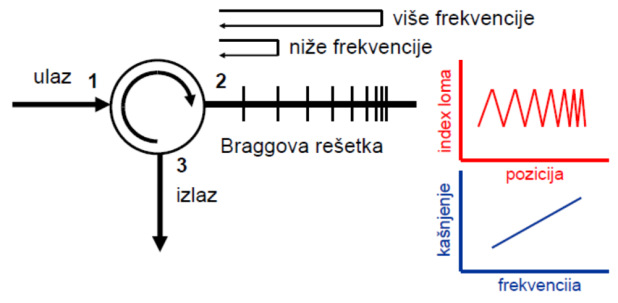 više frekvencije
niže frekvencije
ulaz
1
2
3
izlaz
Braggova rešetka
index loma
pozicija
kašnjenje
frekvencija